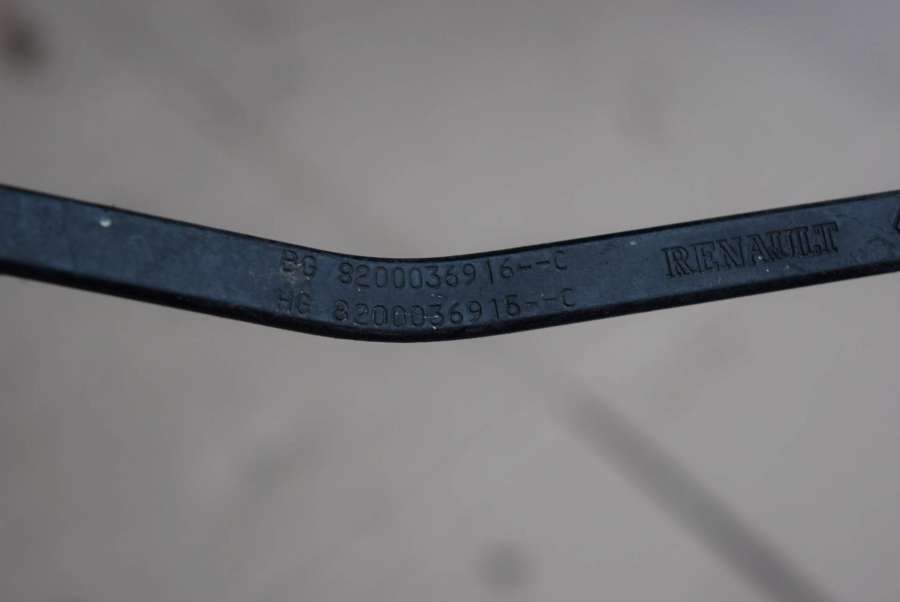 BG 8200036916--C
HG 8200036915--C
RENAULT